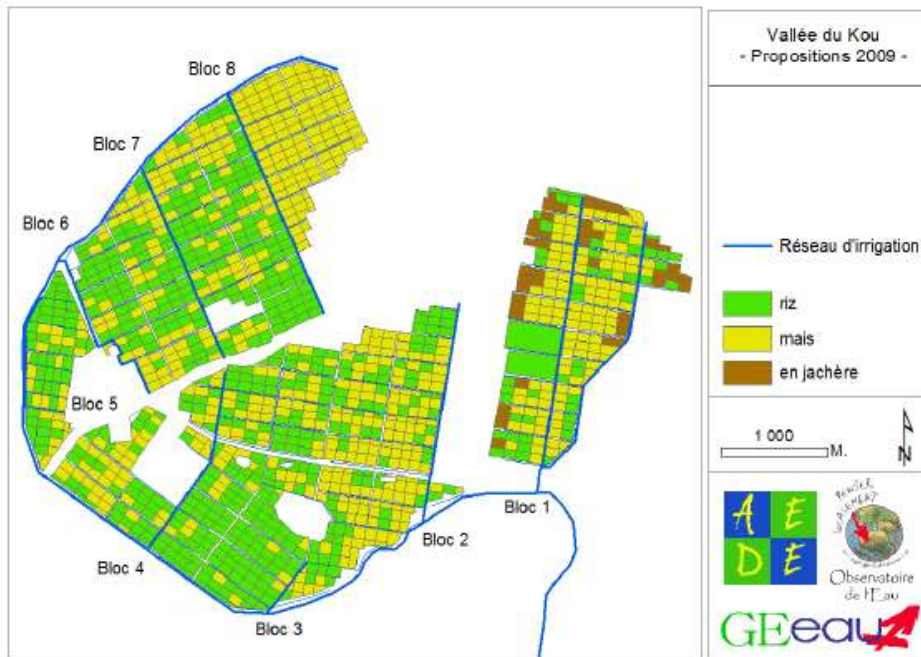 Bloc 8
Bloc 7
Bloc 6
Bloc 5
Bloc 4
Bloc 3
Bloc 2
Bloc 1
Vallée du Kou
- Propositions 2009 -
Réseau d'irrigation
riz
mais
en jachère
1 000
M.
N
A E
D E
Observatoire
de l'Eau
GEeau